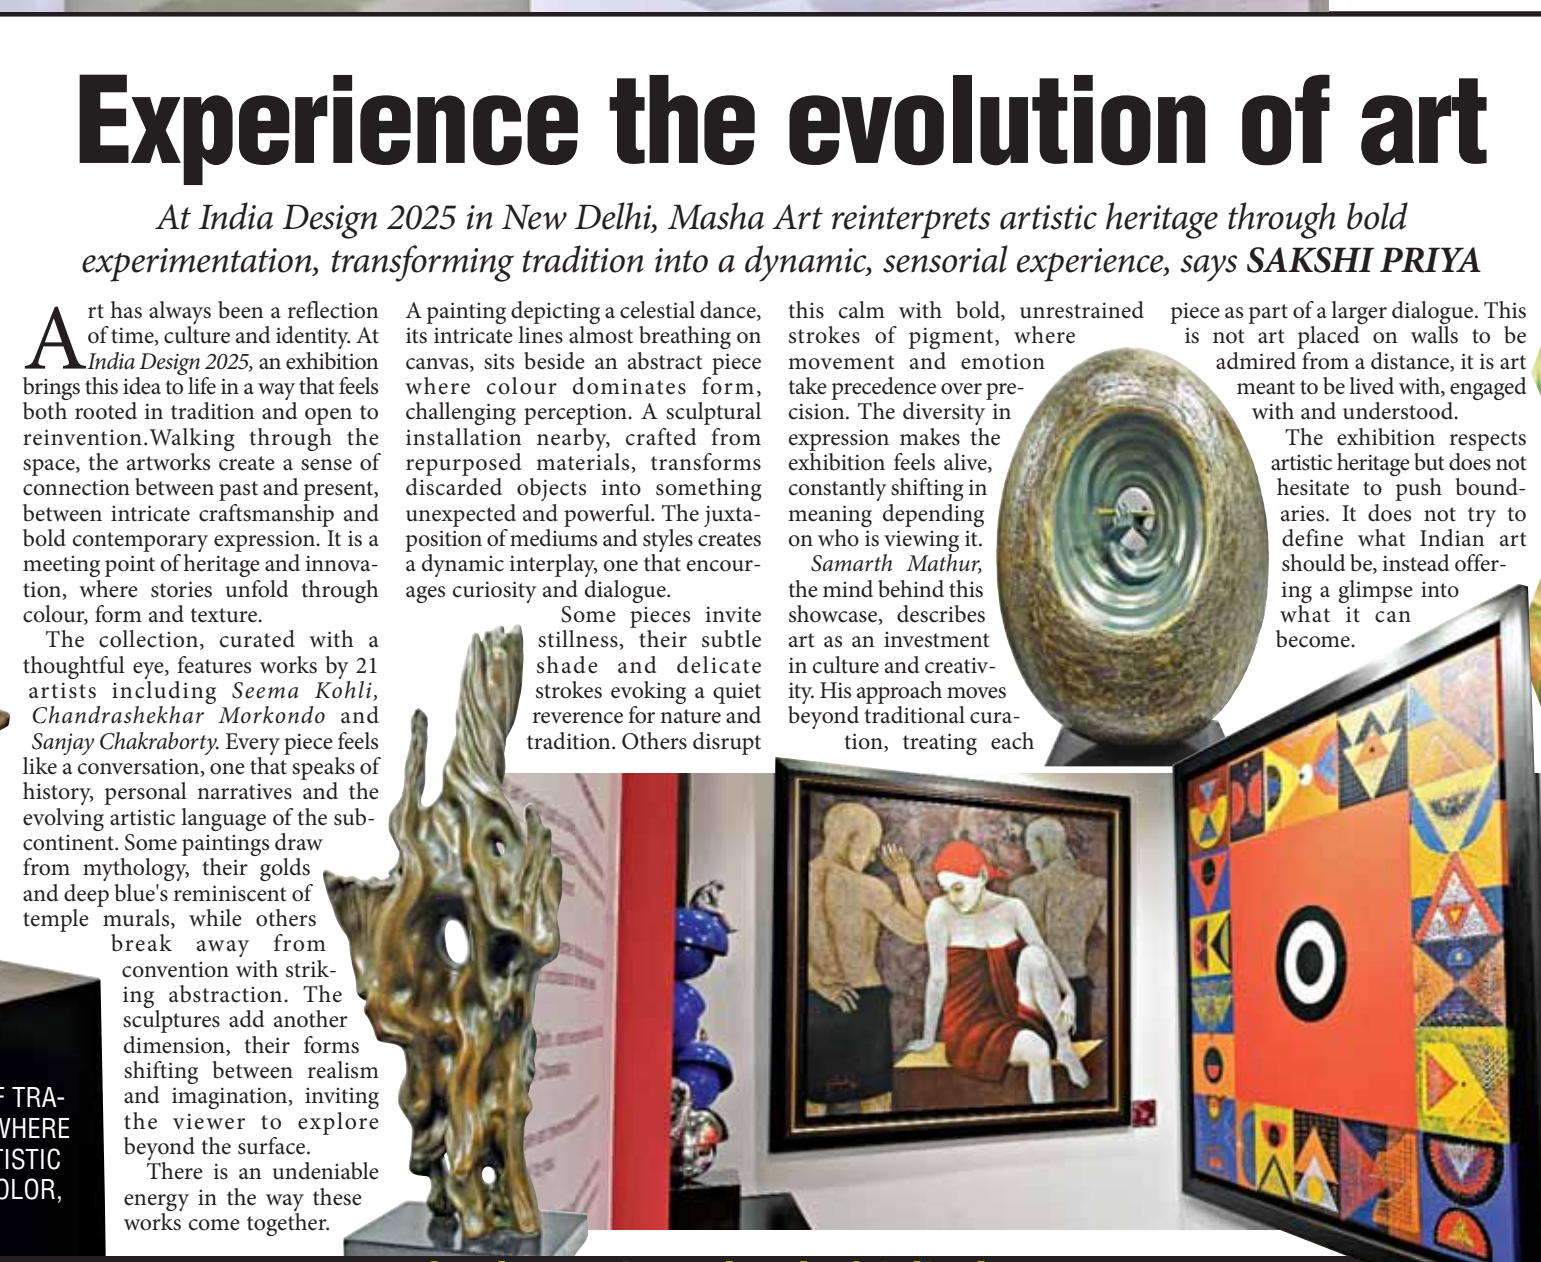 Experience the evolution of art
At India Design 2025 in New Delhi, Masha Art reinterprets artistic heritage through bold
experimentation, transforming tradition into a dynamic, sensorial experience, says SAKSHI PRIYA
Art has always been a reflection
of time, culture and identity. At
India Design 2025, an exhibition
brings this idea to life in a way that feels
both rooted in tradition and open to
reinvention.Walking through the
space, the artworks create a sense of
connection between past and present,
between intricate craftsmanship and
bold contemporary expression. It is a
meeting point of heritage and innova-
tion, where stories unfold through
colour, form and texture.
The collection, curated with a
thoughtful eye, features works by 21
artists including Seema Kohli,
Chandrashekhar Morkondo and
Sanjay Chakraborty. Every piece feels
like a conversation, one that speaks of
history, personal narratives and the
evolving artistic language of the sub-
continent. Some paintings draw
from mythology, their golds
and deep blue's reminiscent of
temple murals, while others
break away from
convention with strik-
ing abstraction. The
sculptures add another
dimension, their forms
shifting between realism
and imagination, inviting
the viewer to explore
beyond the surface.
There is an undeniable
energy in the way these
works come together.
A painting depicting a celestial dance,
its intricate lines almost breathing on
canvas, sits beside an abstract piece
where colour dominates form,
challenging perception. A sculptural
installation nearby, crafted from
repurposed materials, transforms
discarded objects into something
unexpected and powerful. The juxta-
position of mediums and styles creates
a dynamic interplay, one that encour-
ages curiosity and dialogue.
Some pieces invite
stillness, their subtle
shade and delicate
strokes evoking a quiet
reverence for nature and
tradition. Others disrupt
this calm with bold, unrestrained
strokes of pigment, where
movement and emotion
take precedence over pre-
cision. The diversity in
expression makes the
exhibition feels alive,
constantly shifting in
meaning depending
on who is viewing it.
Samarth Mathur,
the mind behind this
showcase, describes
art as an investment
in culture and creativ-
ity. His approach moves
beyond traditional cura-
tion, treating each
piece as part of a larger dialogue. This
is not art placed on walls to be
admired from a distance, it is art
meant to be lived with, engaged
with and understood.
The exhibition respects
artistic heritage but does not
hesitate to push bound-
aries. It does not try to
define what Indian art
should be, instead offer-
ing a glimpse into
what it can
become.
F TRA-
WHERE
TISTIC
OLOR,